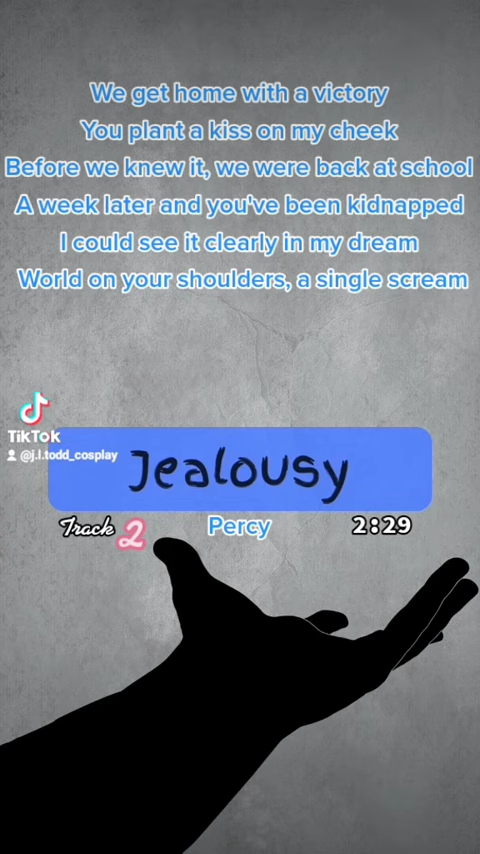 We get home with a victory
You plant a kiss on my cheek
Before we knew it, we were back at school
A week later and you've been kidnapped
I could see it clearly in my dream
World on your shoulders, a single scream
TikTok
@j.l.todd_cosplay
Jealousy
Track 2 Percy 2:29